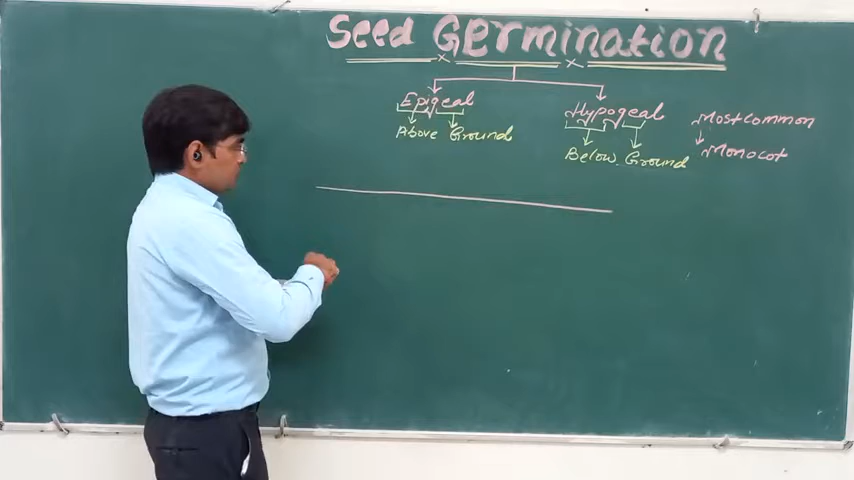 Seed Germination
Epigeal
Above Ground
Hypogeal
Below Ground
Most common
Monocot